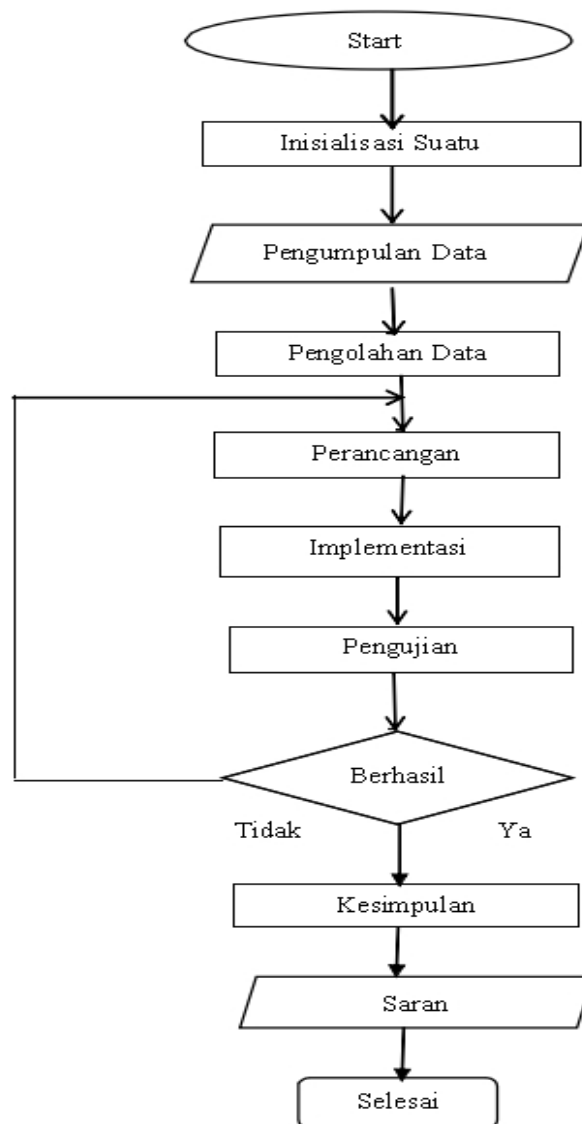 Start
Inisialisasi Suatu
Pengumpulan Data
Pengolahan Data
Perancangan
Implementasi
Pengujian
Berhasil
Tidak
Ya
Kesimpulan
Saran
Selesai